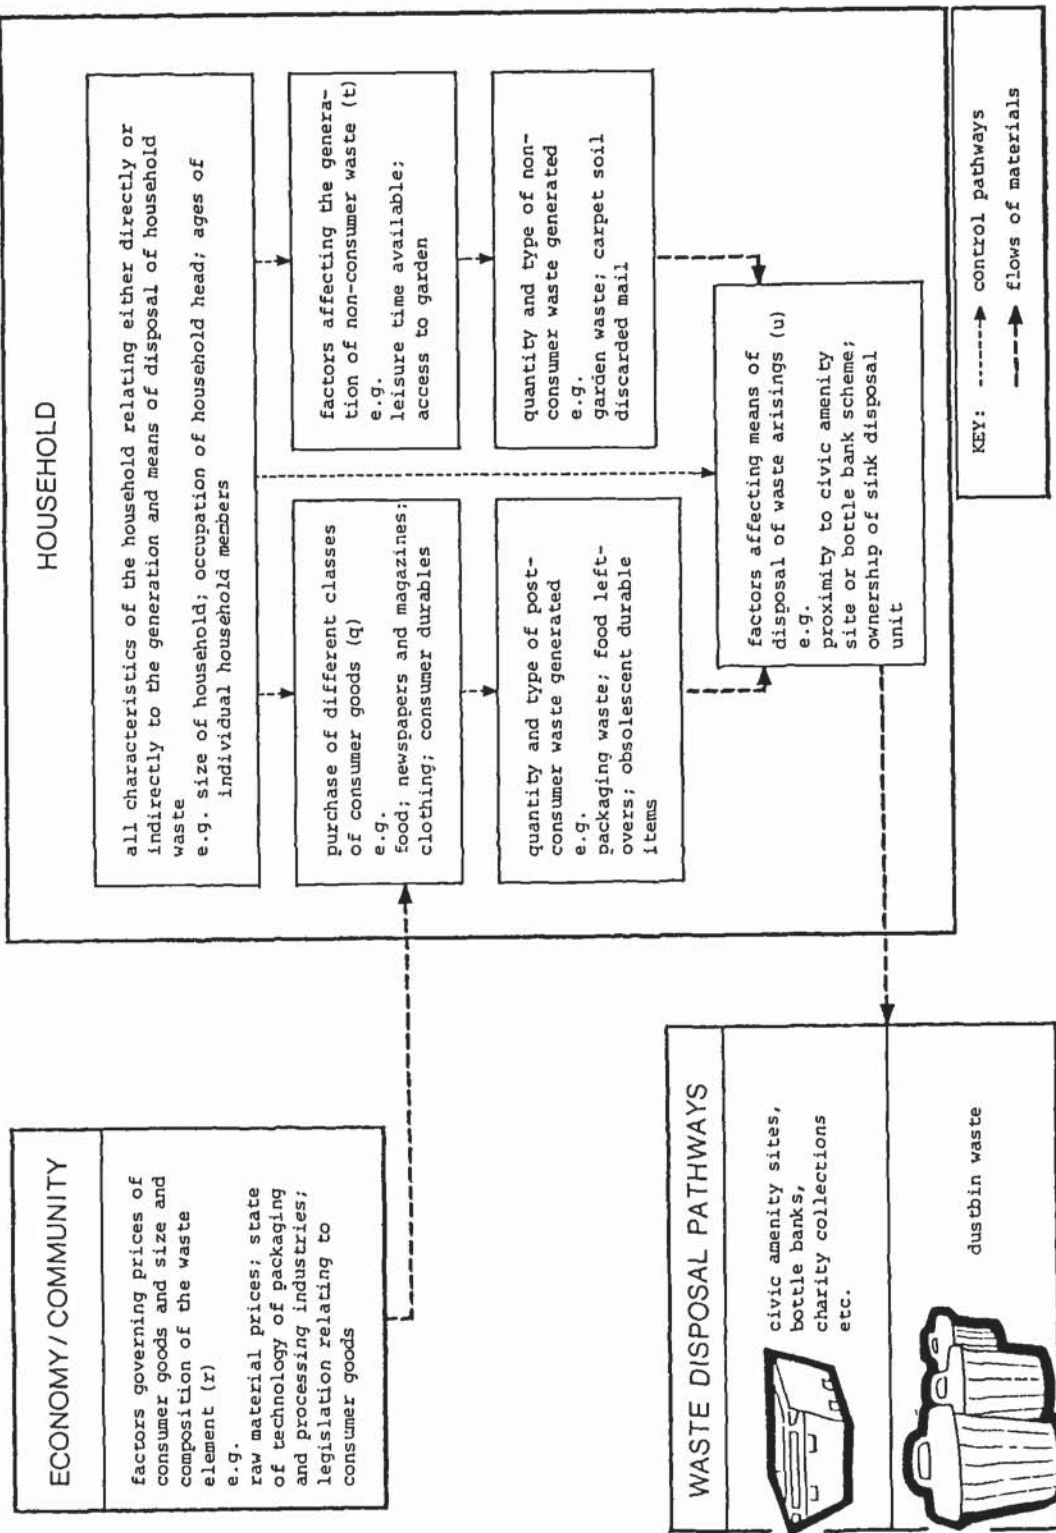 HOUSEHOLD
all characteristics of the household relating either directly or
indirectly to the generation and means of disposal of household
waste
e.g. size of household; occupation of household head; ages of
individual household members
purchase of different classes
of consumer goods (q)
e.g.
food; newspapers and magazines;
clothing; consumer durables
factors affecting the genera-
tion of non-consumer waste (t)
e.g.
leisure time available;
access to garden
quantity and type of post-
consumer waste generated
e.g.
packaging waste; food left-
overs; obsolescent durable
items
quantity and type of non-
consumer waste generated
e.g.
garden waste; carpet soil
discarded mail
factors affecting means of
disposal of waste arisings (u)
e.g.
proximity to civic amenity
site or bottle bank scheme;
ownership of sink disposal
unit
ECONOMY/COMMUNITY
factors governing prices of
consumer goods and size and
composition of the waste
element (r)
e.g.
raw material prices; state
of technology of packaging
and processing industries;
legislation relating to
consumer goods
WASTE DISPOSAL PATHWAYS
civic amenity sites,
bottle banks,
charity collections
etc.
dustbin waste
KEY: control pathways
flows of materials